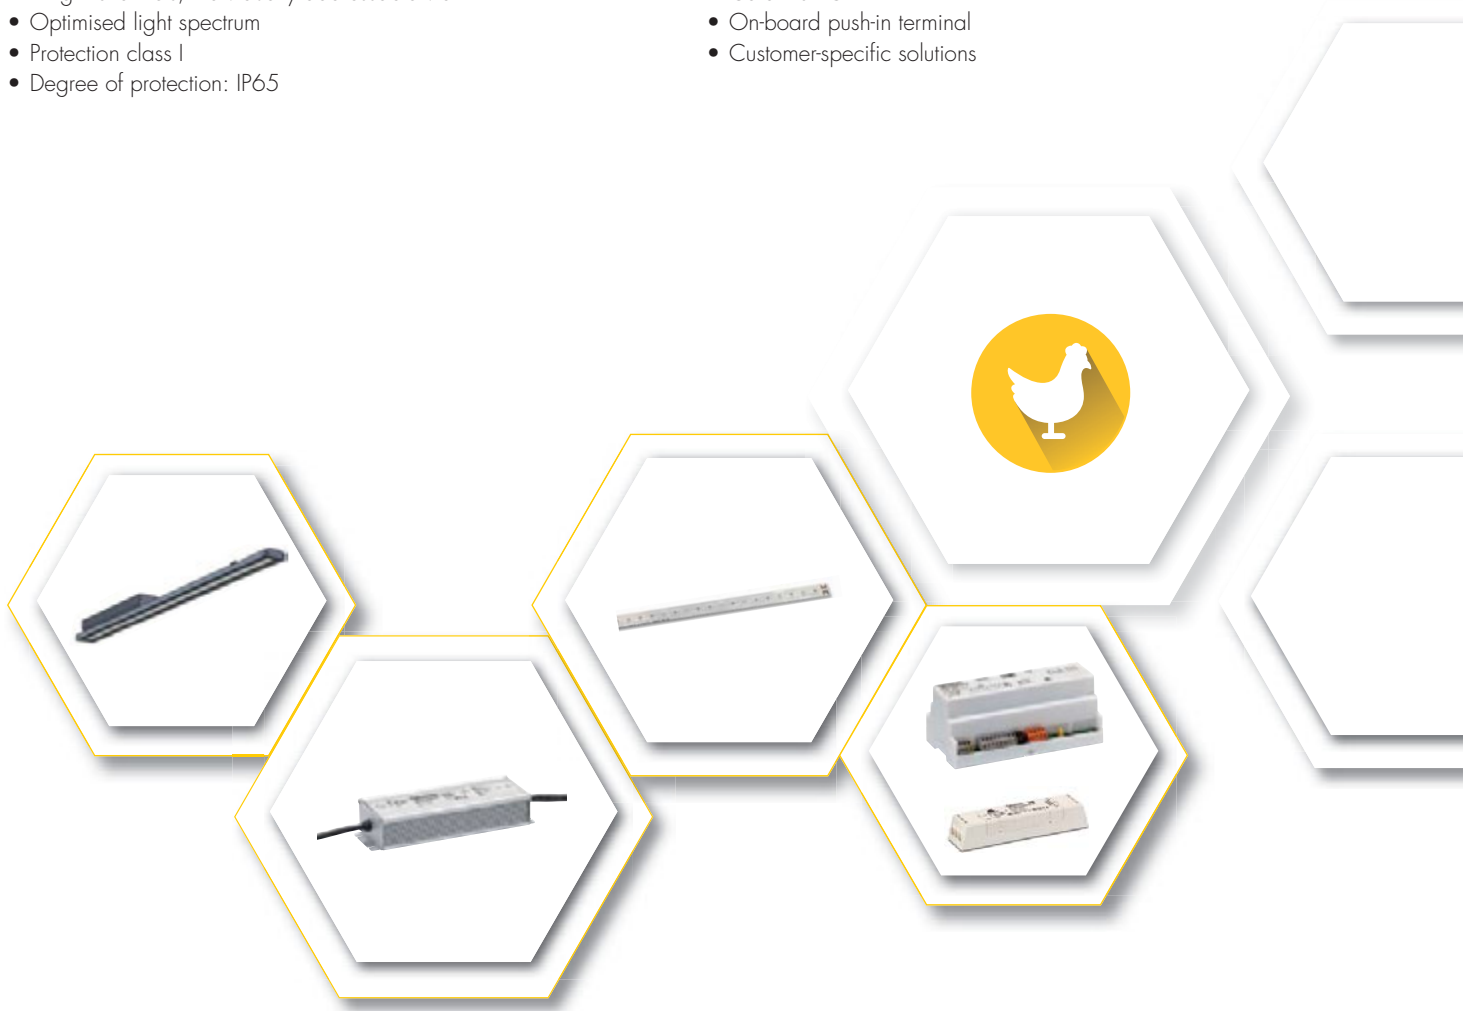 • Optimised light spectrum
• Protection class I
• Degree of protection: IP65
• On-board push-in terminal
• Customer-specific solutions